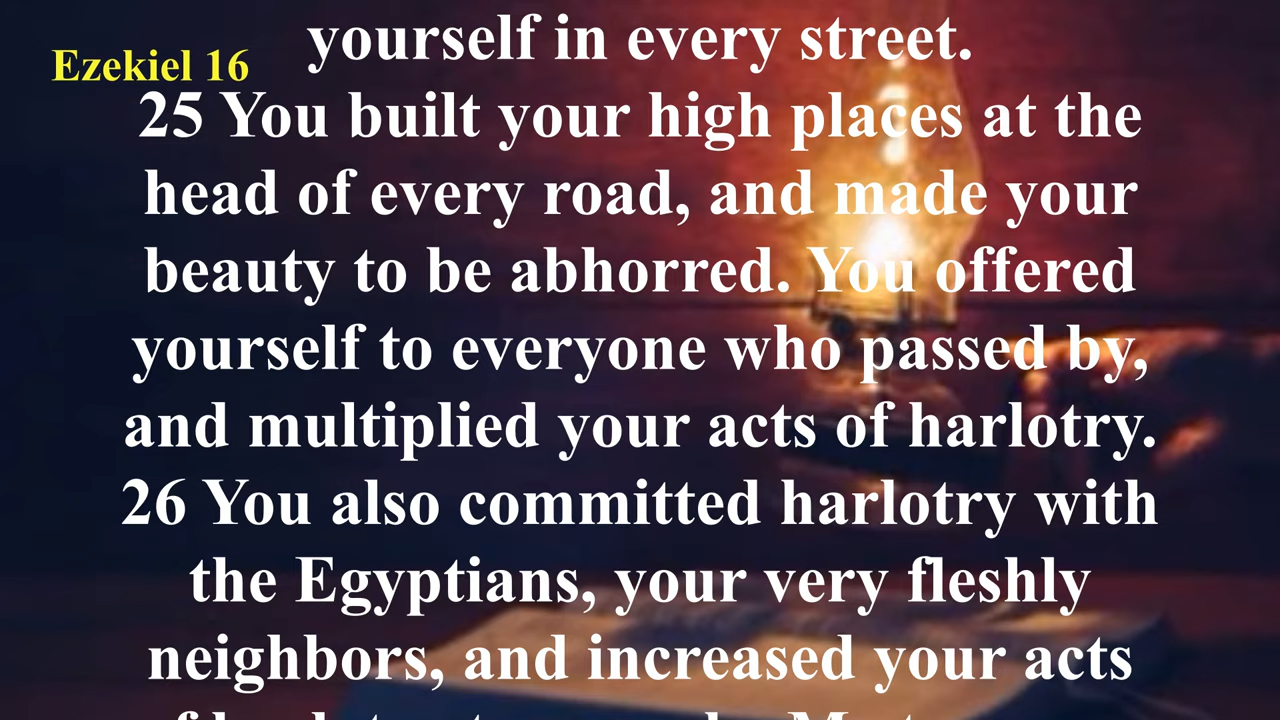 yourself in every street.
Ezekiel 16
25 You built your high places at the
head of every road, and made your
beauty to be abhorred. You offered
yourself to everyone who passed by,
and multiplied your acts of harlotry.
26 You also committed harlotry with
the Egyptians, your very fleshly
neighbors, and increased your acts